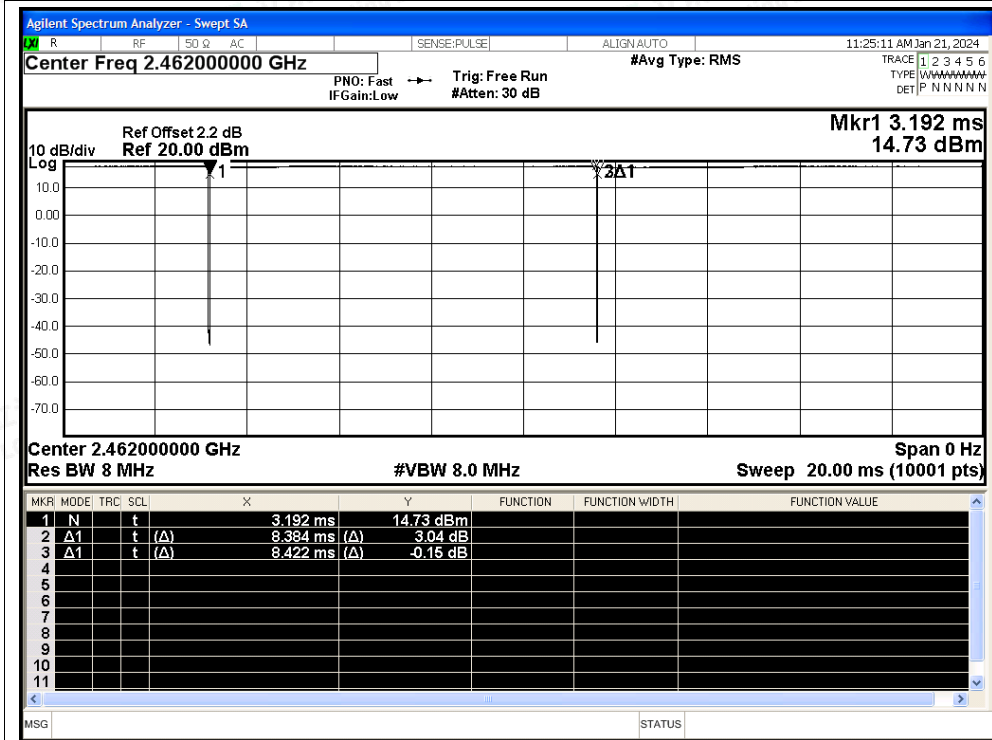 Agilent Spectrum Analyzer - Swept SA
LXI R RF 50 Ω AC SENSE:PULSE ALIGN AUTO 11:25:11 AM Jan 21, 2024
Center Freq 2.462000000 GHz #Avg Type: RMS TRACE 1 2 3 4 5 6
PNO: Fast Trig: Free Run TYPE WWWWWW
IFGain:Low #Atten: 30 dB DET P N N N N N
Mkr1 3.192 ms
Ref Offset 2.2 dB
10 dB/div Ref 20.00 dBm 14.73 dBm
Log
1 3Δ1
10.0
0.00
-10.0
-20.0
-30.0
-40.0
-50.0
-60.0
-70.0
Center 2.462000000 GHz Span 0 Hz
Res BW 8 MHz #VBW 8.0 MHz Sweep 20.00 ms (10001 pts)
MKR MODE TRC SCL X Y FUNCTION FUNCTION WIDTH FUNCTION VALUE
1 N t 3.192 ms 14.73 dBm
2 Δ1 t (Δ) 8.384 ms (Δ) 3.04 dB
3 Δ1 t (Δ) 8.422 ms (Δ) -0.15 dB
4
5
6
7
8
9
10
11
MSG STATUS